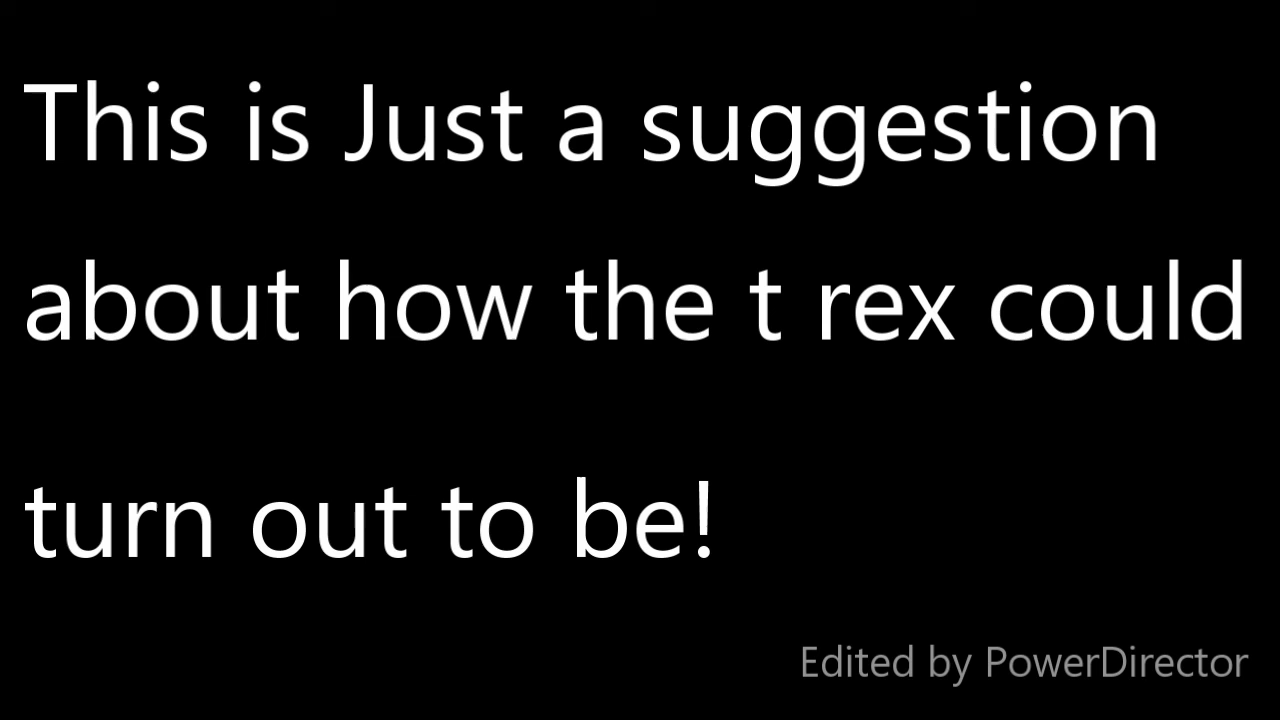 This is Just a suggestion
about how the t rex could
turn out to be!
Edited by PowerDirector